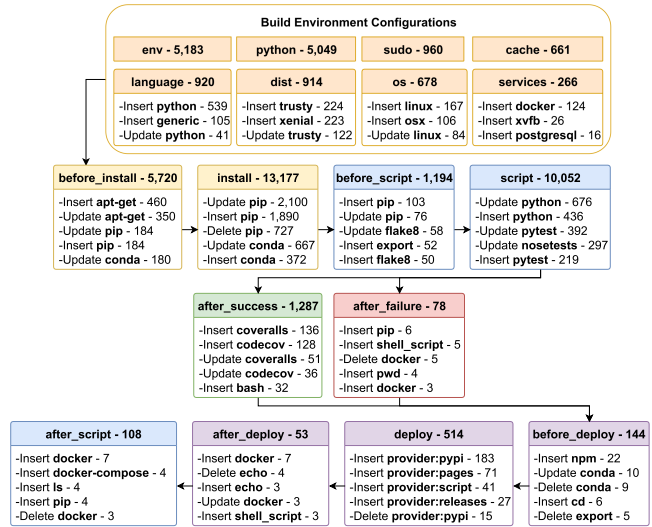 Build Environment Configurations
env - 5,183
python - 5,049
sudo - 960
cache - 661
language - 920
-Insert python - 539
-Insert generic - 105
-Update python - 41
dist - 914
-Insert trusty - 224
-Insert xenial - 223
-Update trusty - 122
os - 678
-Insert linux - 167
-Insert osx - 106
-Update linux - 84
services - 266
-Insert docker - 124
-Insert xvfb - 26
-Insert postgresql - 16
before_install - 5,720
-Insert apt-get - 460
-Update apt-get - 350
-Update pip - 184
-Insert pip - 184
-Update conda - 180
install - 13,177
-Update pip - 2,100
-Insert pip - 1,890
-Delete pip - 727
-Update conda - 667
-Insert conda - 372
before_script - 1,194
-Insert pip - 103
-Update pip - 76
-Update flake8 - 58
-Insert export - 52
-Insert flake8 - 50
script - 10,052
-Update python - 676
-Insert python - 436
-Update pytest - 392
-Update nosetests - 297
-Insert pytest - 219
after_success - 1,287
-Insert coveralls - 136
-Insert codecov - 128
-Update coveralls - 51
-Update codecov - 36
-Insert bash - 32
after_failure - 78
-Insert pip - 6
-Insert shell_script - 5
-Delete docker - 5
-Insert pwd - 4
-Insert docker - 3
after_script - 108
-Insert docker - 7
-Insert docker-compose - 4
-Insert ls - 4
-Insert pip - 4
-Delete docker - 3
after_deploy - 53
-Insert docker - 7
-Delete echo - 4
-Insert echo - 3
-Update docker - 3
-Insert shell_script - 3
deploy - 514
-Insert provider:pypi - 183
-Insert provider:pages - 71
-Insert provider:script - 41
-Insert provider:releases - 27
-Delete provider:pypi - 15
before_deploy - 144
-Insert npm - 22
-Update conda - 10
-Delete conda - 9
-Insert cd - 6
-Delete export - 5